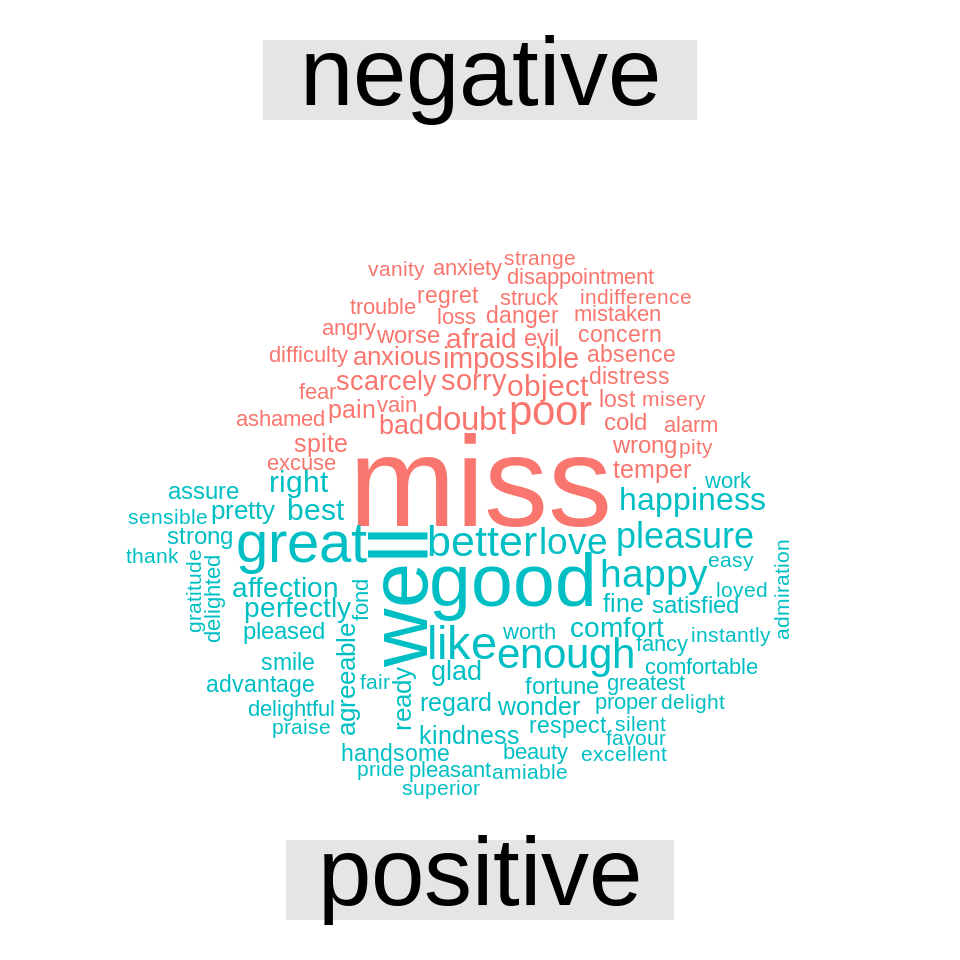 negative
strange
vanity anxiety
disappointment
regret struck indifference
trouble loss danger mistaken
angry worse afraid evil concern
difficulty anxious impossible absence
scarcely sorry object distress
fear pain vain lost misery
ashamed bad doubt poor cold alarm
spite wrong pity
excuse miss temper
right work
assure happiness
sensible pretty best
strong great well better love pleasure
thank easy
gratitude delighted affection fond good happy loved admiration
perfectly fine satisfied
pleased like worth comfort instantly
agreeable enough fancy
smile glad comfortable
advantage fair ready fortune greatest
delightful regard wonder proper delight
praise respect silent
kindness favour
handsome beauty excellent
pride pleasant amiable
superior
positive